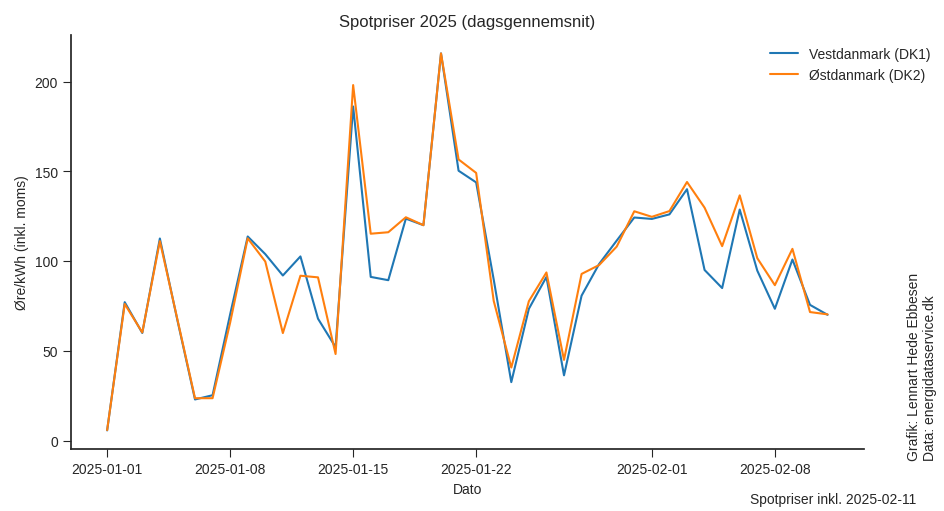 Spotpriser 2025 (dagsgennemsnit)
Vestdanmark (DK1)
Østdanmark (DK2)
Øre/kWh (inkl. moms)
200
150
100
50
0
2025-01-01
2025-01-08
2025-01-15
2025-01-22
2025-02-01
2025-02-08
Dato
Grafik: Lennart Hede Ebbesen
Data: energidataservice.dk
Spotpriser inkl. 2025-02-11